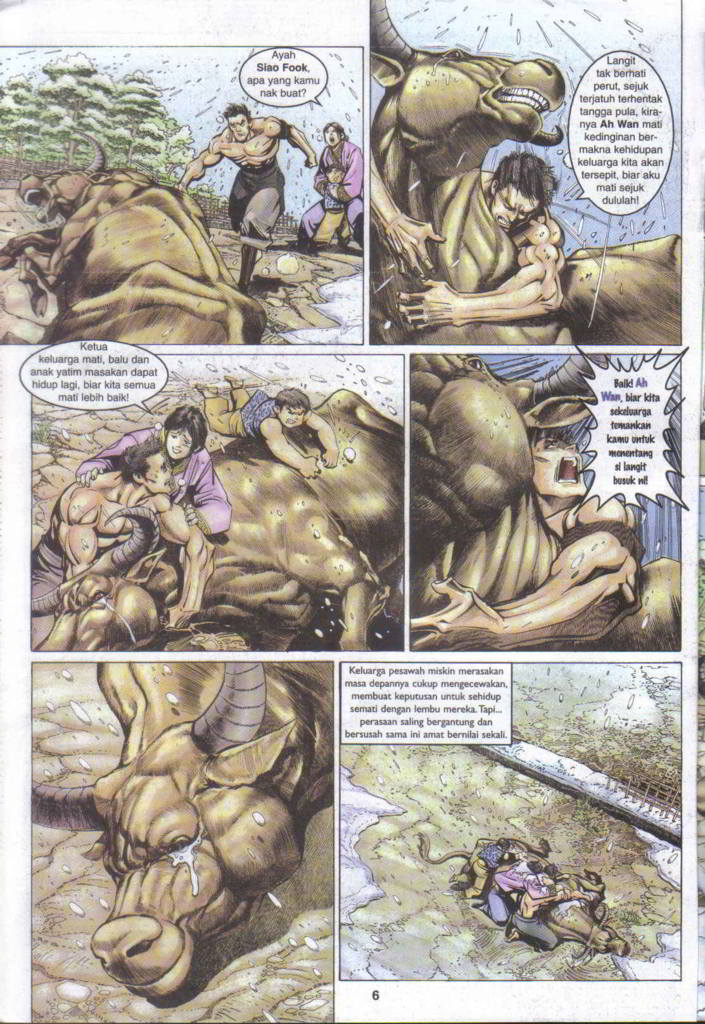 Ayah
Siao Fook,
apa yang kamu
nak buat?
Langit
tak berhati
perut, sejuk
terjatuh terhentak
tangga pula, kira-
nya Ah Wan mati
kedinginan ber-
makna kehidupan
keluarga kita akan
tersepit, biar aku
mati sejuk
dululah!
Ketua
keluarga mati, balu dan
anak yatim masakan dapat
hidup lagi, biar kita semua
mati lebih baik!
Baik! Ah
Wan, biar kita
sekeluarga
temankan
kamu untuk
menentang
si langit
busuk ni!
Keluarga pesawah miskin merasakan
masa depannya cukup mengecewakan,
membuat keputusan untuk sehidup
semati dengan lembu mereka. Tapi...
perasaan saling bergantung dan
bersusah sama ini amat bernilai sekali.
6